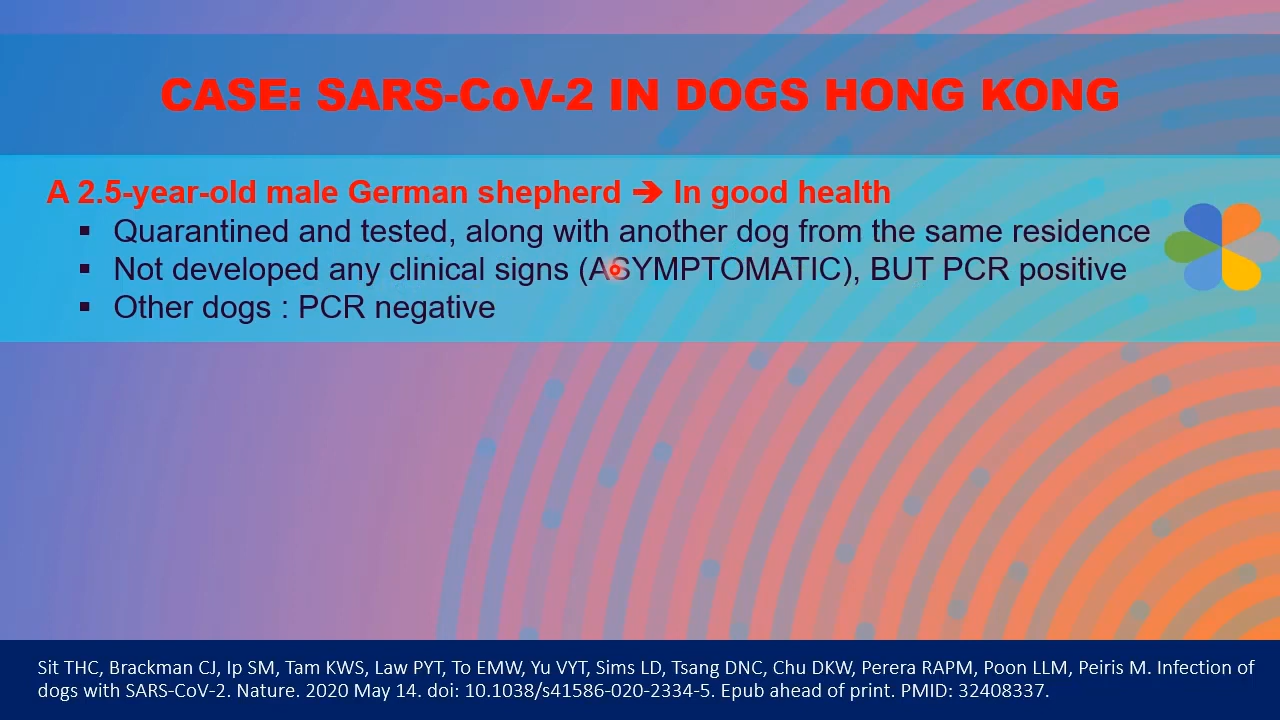 CASE: SARS-CoV-2 IN DOGS HONG KONG
A 2.5-year-old male German shepherd ➔ In good health
▪ Quarantined and tested, along with another dog from the same residence
▪ Not developed any clinical signs (ASYMPTOMATIC), BUT PCR positive
▪ Other dogs : PCR negative
Sit THC, Brackman CJ, Ip SM, Tam KWS, Law PYT, To EMW, Yu VYT, Sims LD, Tsang DNC, Chu DKW, Perera RAPM, Poon LLM, Peiris M. Infection of
dogs with SARS-CoV-2. Nature. 2020 May 14. doi: 10.1038/s41586-020-2334-5. Epub ahead of print. PMID: 32408337.